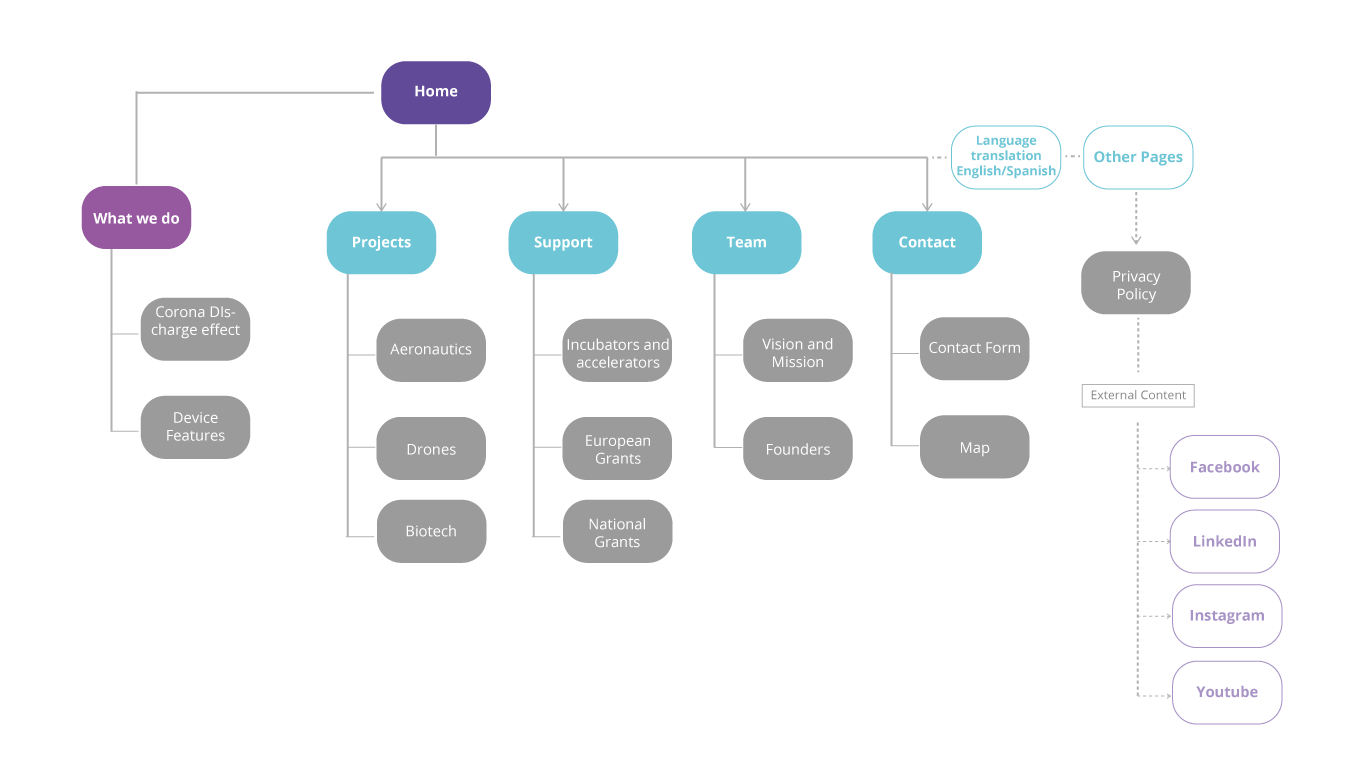 Home
Language
translation
English/Spanish
Other Pages
What we do
Projects
Support
Team
Contact
Privacy
Policy
Corona DIs-
charge effect
Aeronautics
Incubators and
accelerators
Vision and
Mission
Contact Form
External Content
Device
Features
Drones
European
Grants
Founders
Map
Facebook
Biotech
National
Grants
LinkedIn
Instagram
Youtube